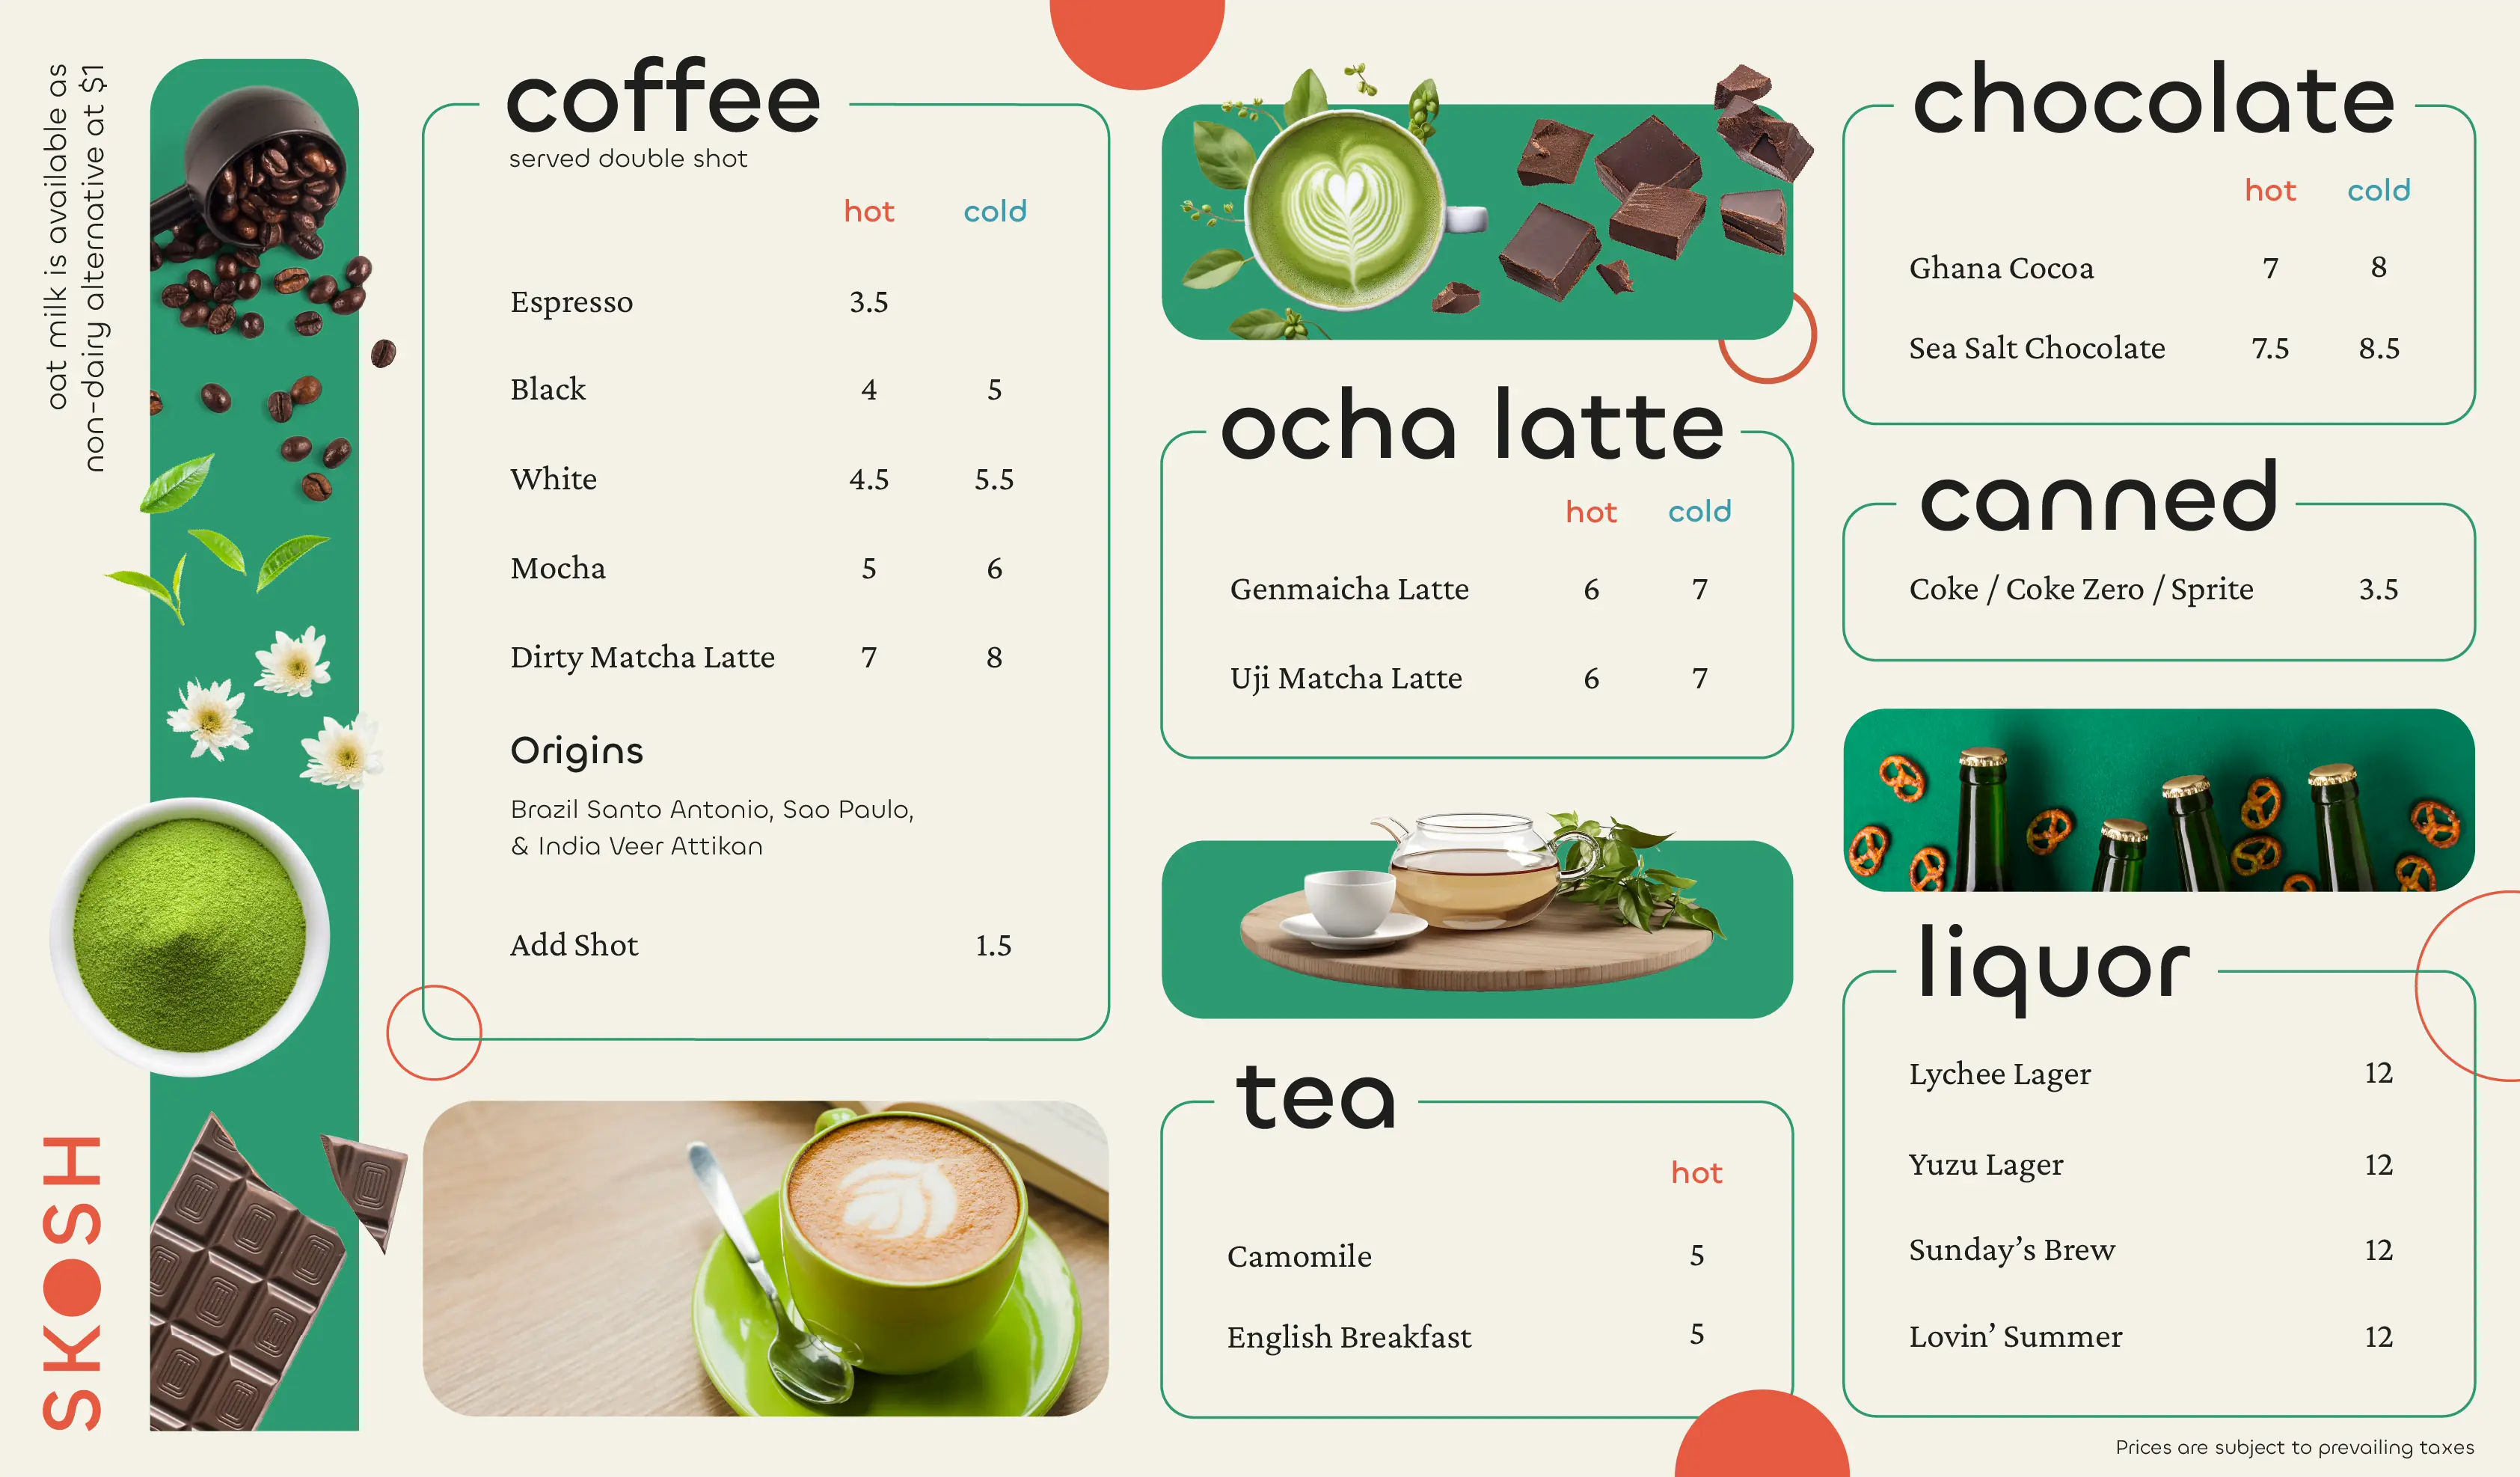 oat milk is available as
non-dairy alternative at $1
SKOSH
coffee
served double shot
hot cold
Espresso 3.5
Black 4 5
White 4.5 5.5
Mocha 5 6
Dirty Matcha Latte 7 8
Origins
Brazil Santo Antonio, Sao Paulo,
& India Veer Attikan
Add Shot 1.5
ocha latte
hot cold
Genmaicha Latte 6 7
Uji Matcha Latte 6 7
tea
hot
Camomile 5
English Breakfast 5
chocolate
hot cold
Ghana Cocoa 7 8
Sea Salt Chocolate 7.5 8.5
canned
Coke / Coke Zero / Sprite 3.5
liquor
Lychee Lager 12
Yuzu Lager 12
Sunday’s Brew 12
Lovin’ Summer 12
Prices are subject to prevailing taxes